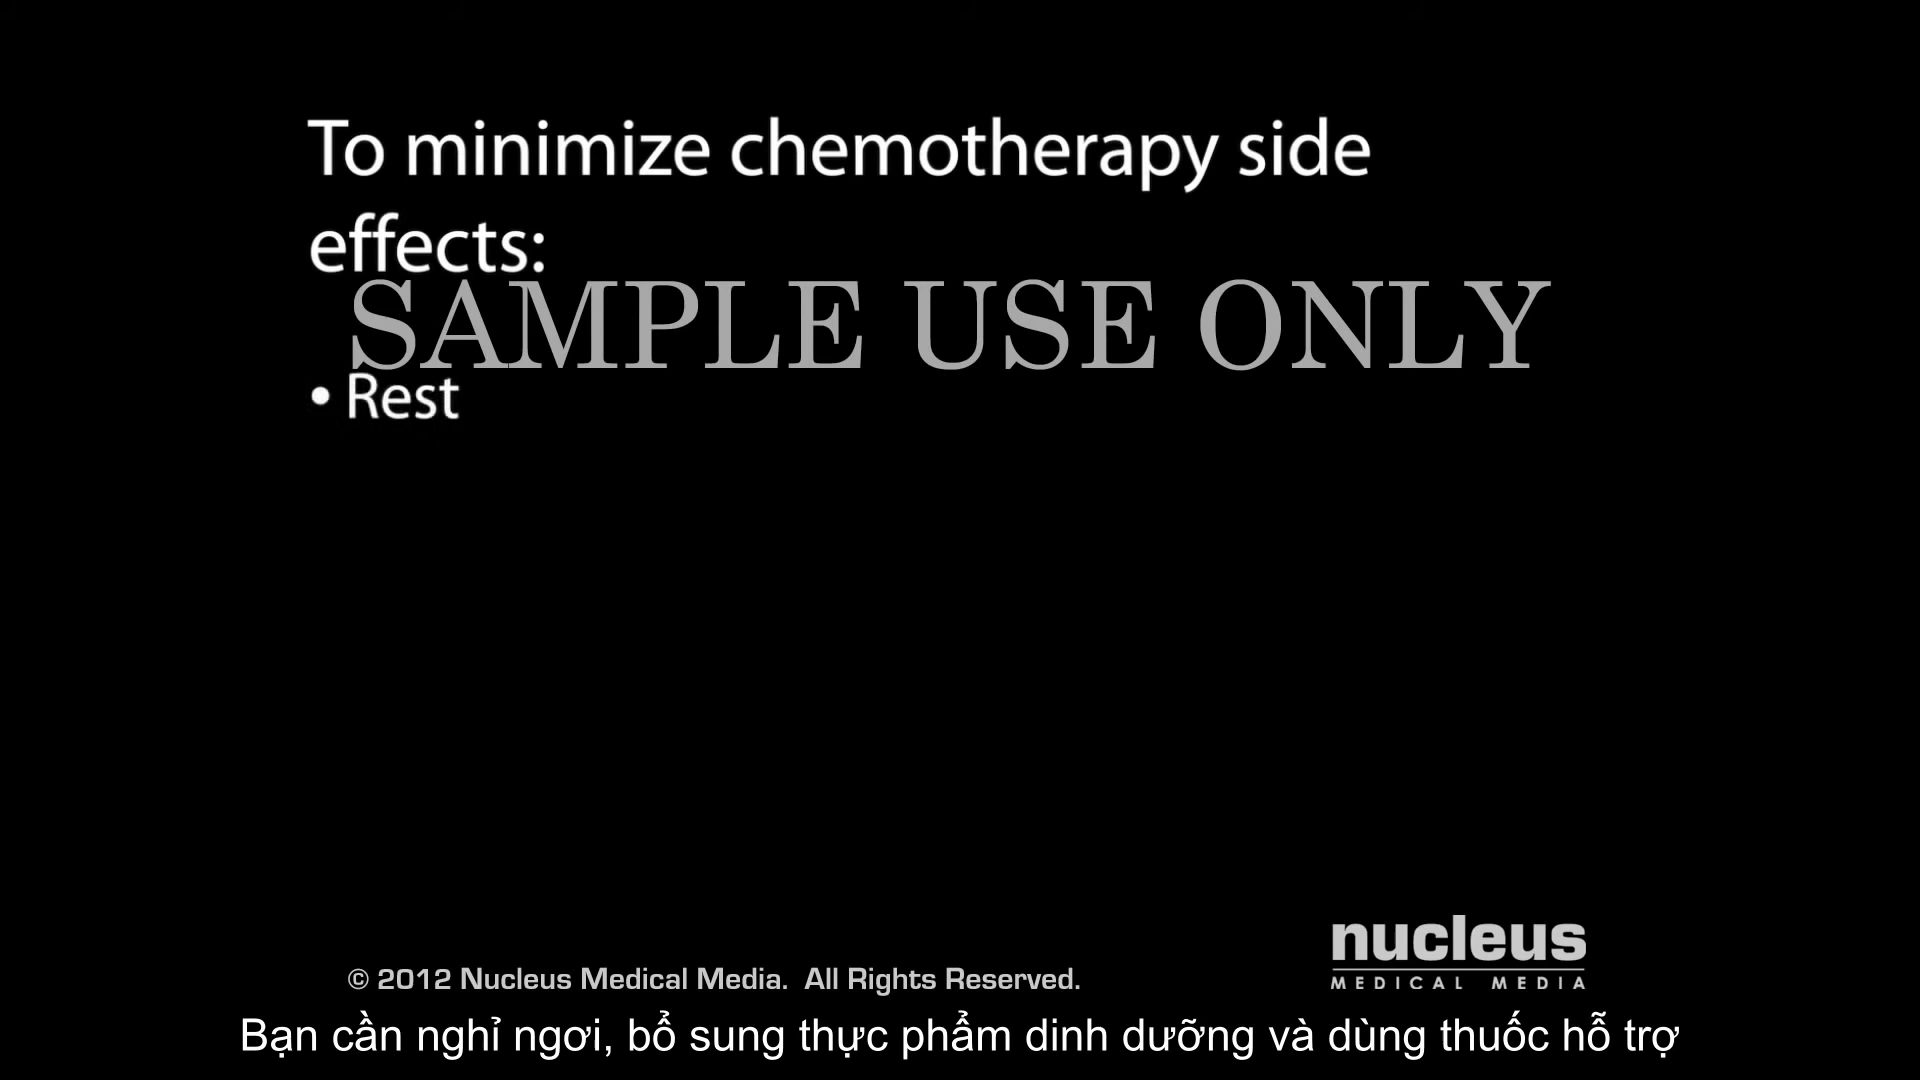 To minimize chemotherapy side
effects:
SAMPLE USE ONLY
• Rest
nucleus
MEDICAL MEDIA
© 2012 Nucleus Medical Media. All Rights Reserved.
Bạn cần nghỉ ngơi, bổ sung thực phẩm dinh dưỡng và dùng thuốc hỗ trợ